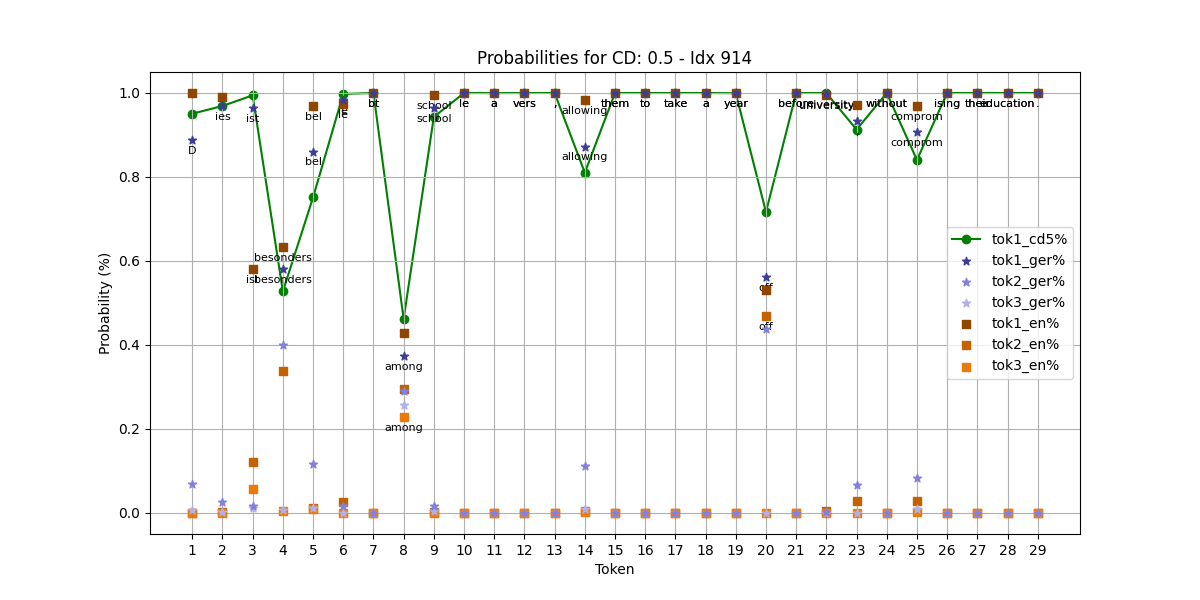 Probabilities for CD: 0.5 - Idx 914
Probability (%)
1.0
0.8
0.6
0.4
0.2
0.0
D
ies
ist
ist
besonders
besonders
bel
bel
ie
bt
among
among
school
school
le
a
vers
,
allowing
allowing
them
to
take
a
year
off
off
before
university
without
comprom
comprom
ising
their
education
.
tok1_cd5%
tok1_ger%
tok2_ger%
tok3_ger%
tok1_en%
tok2_en%
tok3_en%
1 2 3 4 5 6 7 8 9 10 11 12 13 14 15 16 17 18 19 20 21 22 23 24 25 26 27 28 29
Token